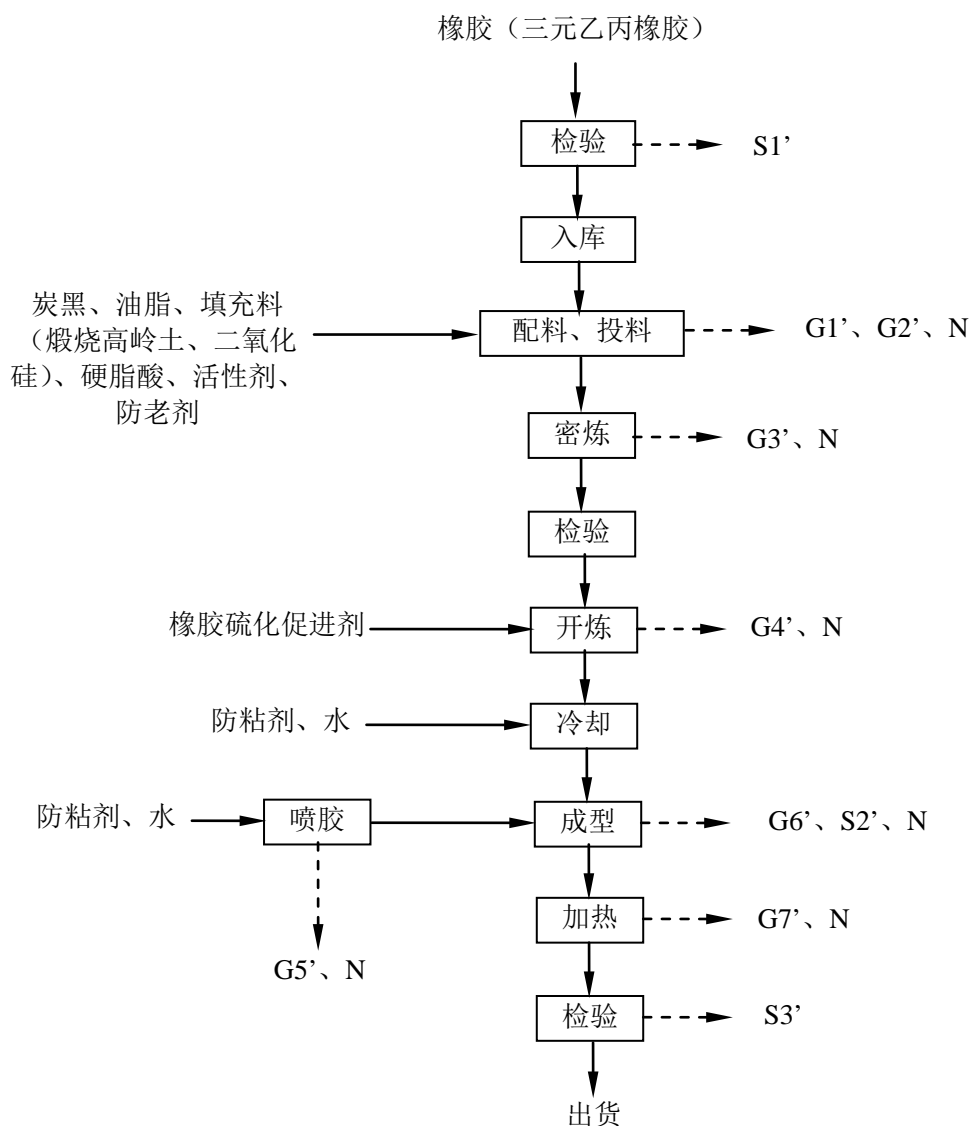 橡胶（三元乙丙橡胶）
检验
S1’
入库
炭黑、油脂、填充料
（煅烧高岭土、二氧化
硅）、硬脂酸、活性剂、
防老剂
配料、投料
G1’、G2’、N
密炼
G3’、N
检验
橡胶硫化促进剂
开炼
G4’、N
防粘剂、水
冷却
防粘剂、水
喷胶
成型
G6’、S2’、N
加热
G7’、N
G5’、N
检验
S3’
出货